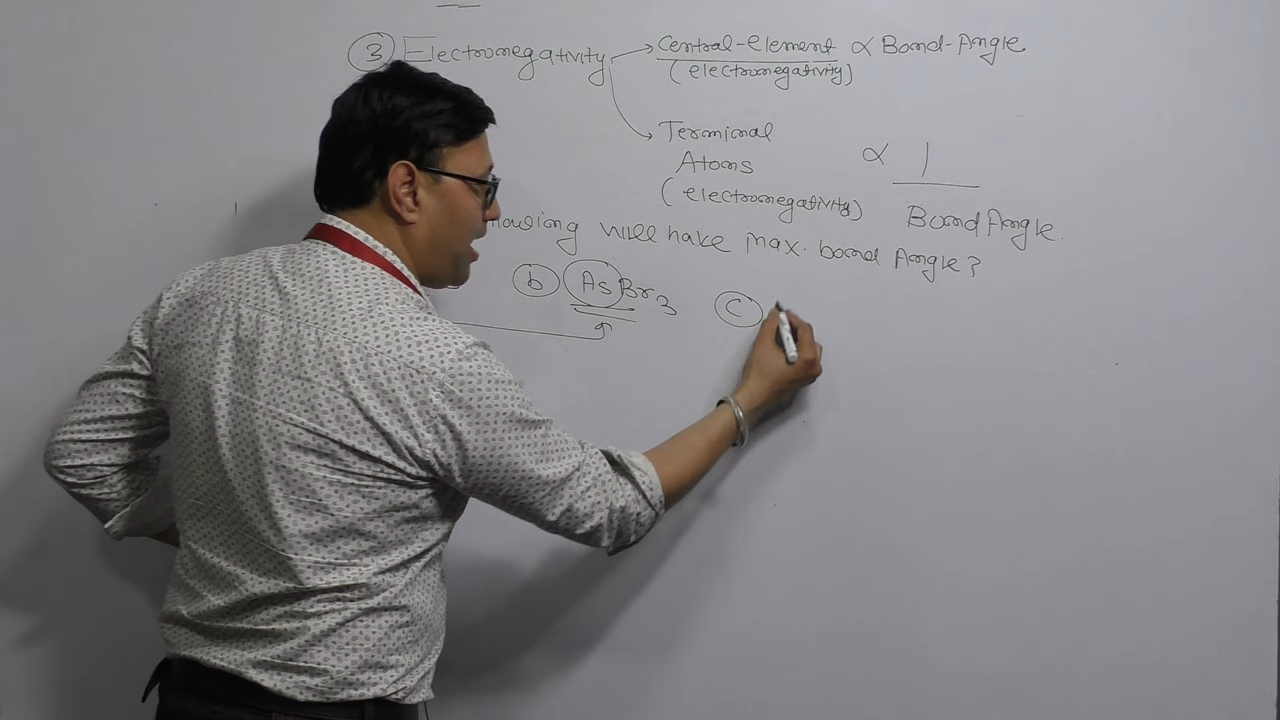 ③ Electronegativity → Central-element ∝ Bond-Angle
(electronegativity)
Terminal
Atoms ∝ 1
(electronegativity) Bond Angle.
will have max. bond Angle?
ⓑ AsBr3 Ⓒ